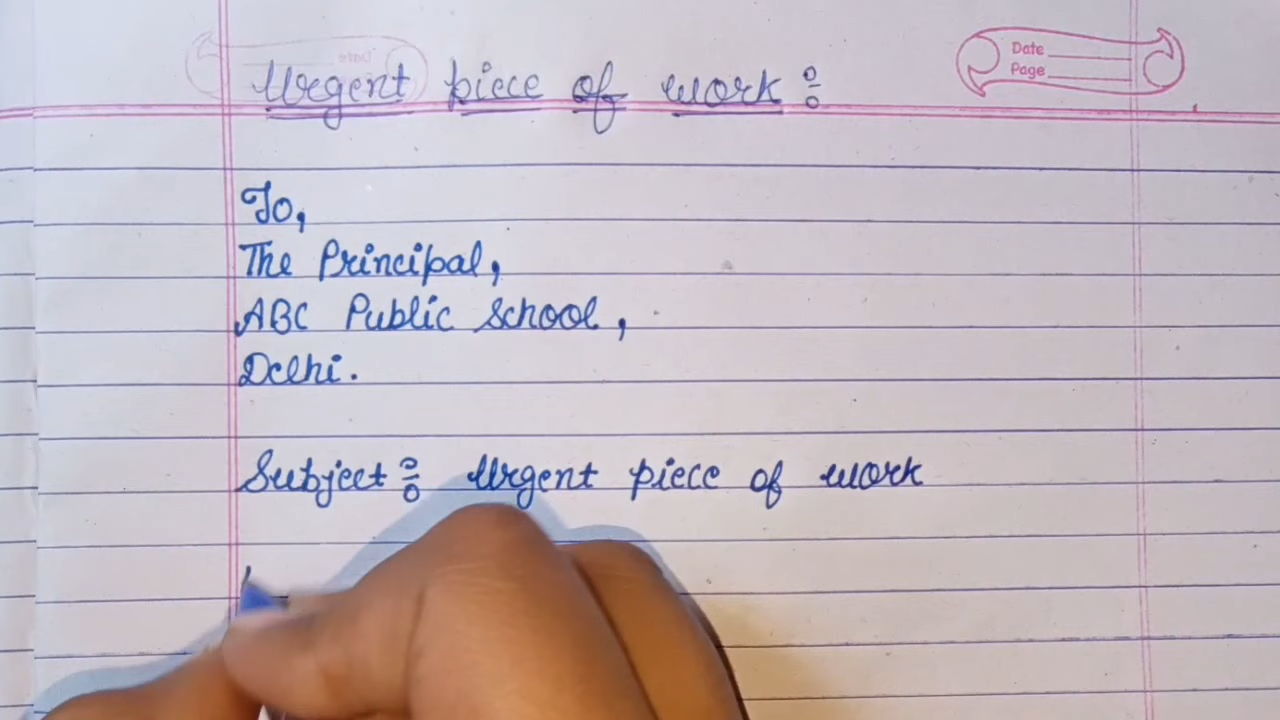 Urgent piece of work :
Date
Page
To,
The Principal,
ABC Public School,
Delhi.
Subject : Urgent piece of work